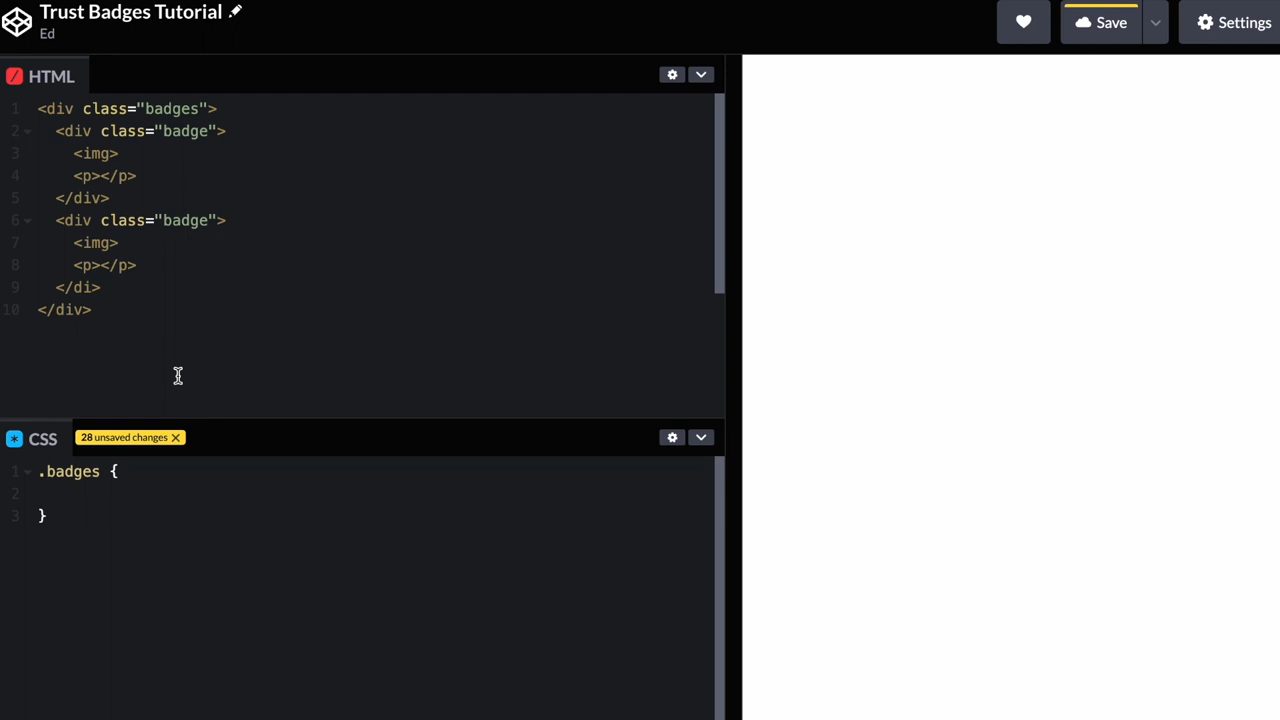 Trust Badges Tutorial
Ed
Save
Settings
HTML
1 <div class="badges">
2 <div class="badge">
3 <img>
4 <p></p>
5 </div>
6 <div class="badge">
7 <img>
8 <p></p>
9 </di>
10 </div>
CSS
28 unsaved changes
1 .badges {
2
3 }